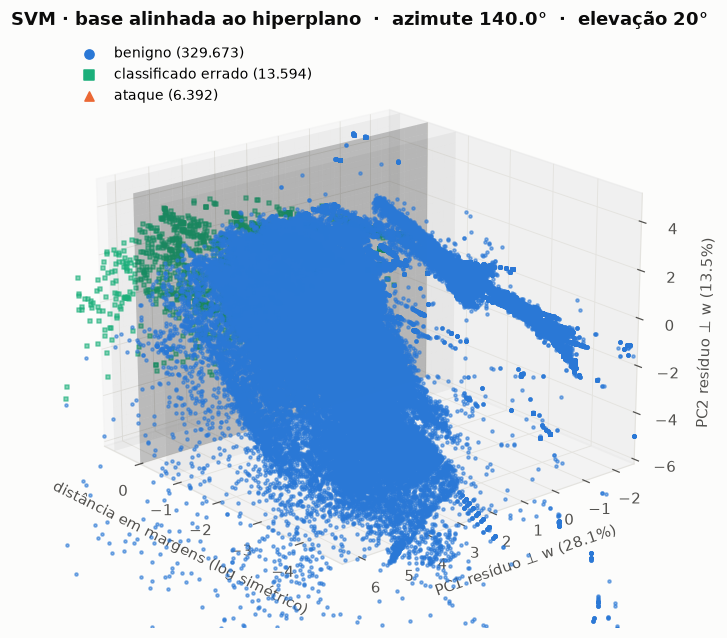 SVM · base alinhada ao hiperplano · azimute 140.0° · elevação 20°
benigno (329.673)
classificado errado (13.594)
ataque (6.392)
4
2
0
−2
−4
−6
PC2 resíduo ⊥ w (13.5%)
0
−1
−2
−3
−4
distância em margens (log simétrico)
6
5
4
3
2
1
0
−1
−2
PC1 resíduo ⊥ w (28.1%)